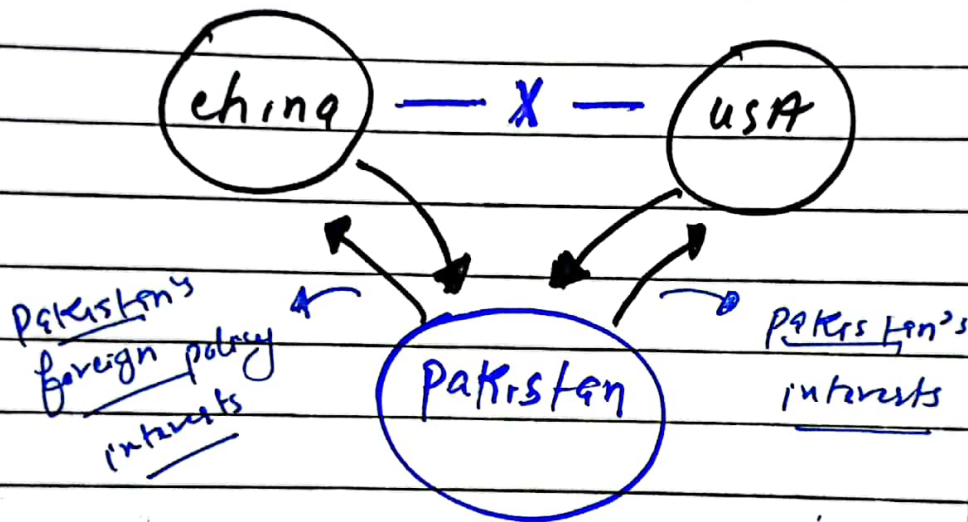 china
X
USA
Pakistan's
foreign policy
interests
Pakistan
Pakistan's
interests